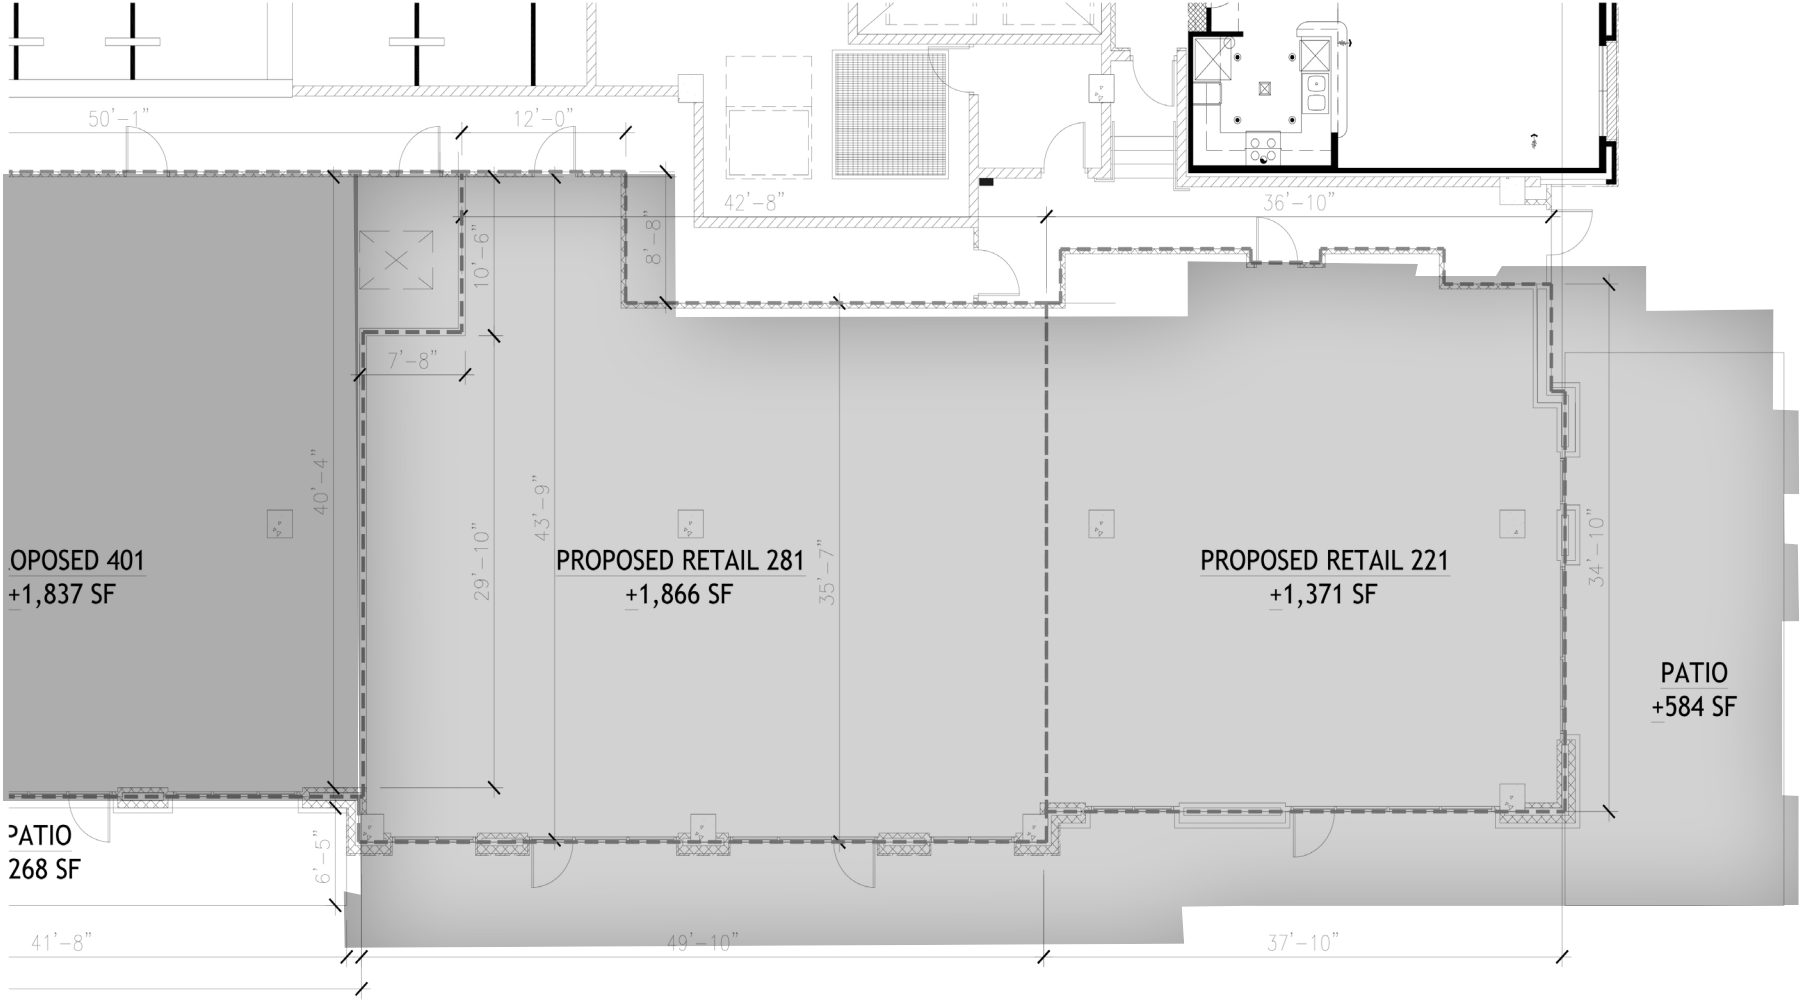 50'-1"
12'-0"
42'-8"
36'-10"
8'-8"
10'-6"
7'-8"
40'-4"
43'-9"
29'-10"
35'-7"
34'-10"
.OPOSED 401
+1,837 SF
PROPOSED RETAIL 281
+1,866 SF
PROPOSED RETAIL 221
+1,371 SF
PATIO
+584 SF
PATIO
268 SF
6'-5"
41'-8"
49'-10"
37'-10"